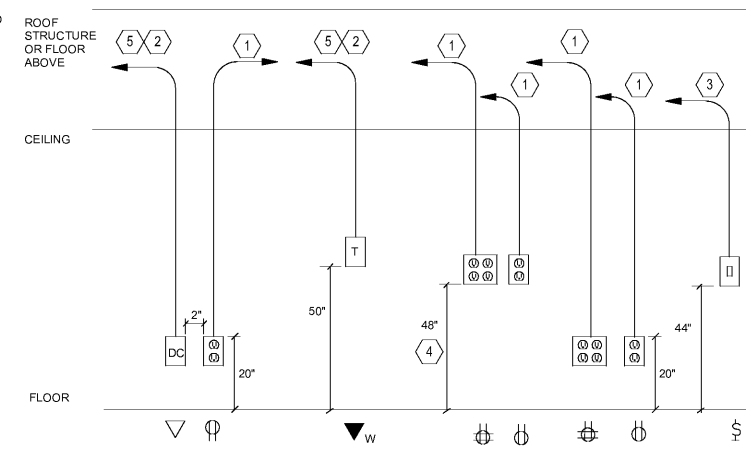 ROOF
STRUCTURE
OR FLOOR
ABOVE
5 2
1
5 2
1
1
1
1
3
CEILING
T
50"
48"
4
44"
2"
DC
20"
20"
FLOOR
W
$